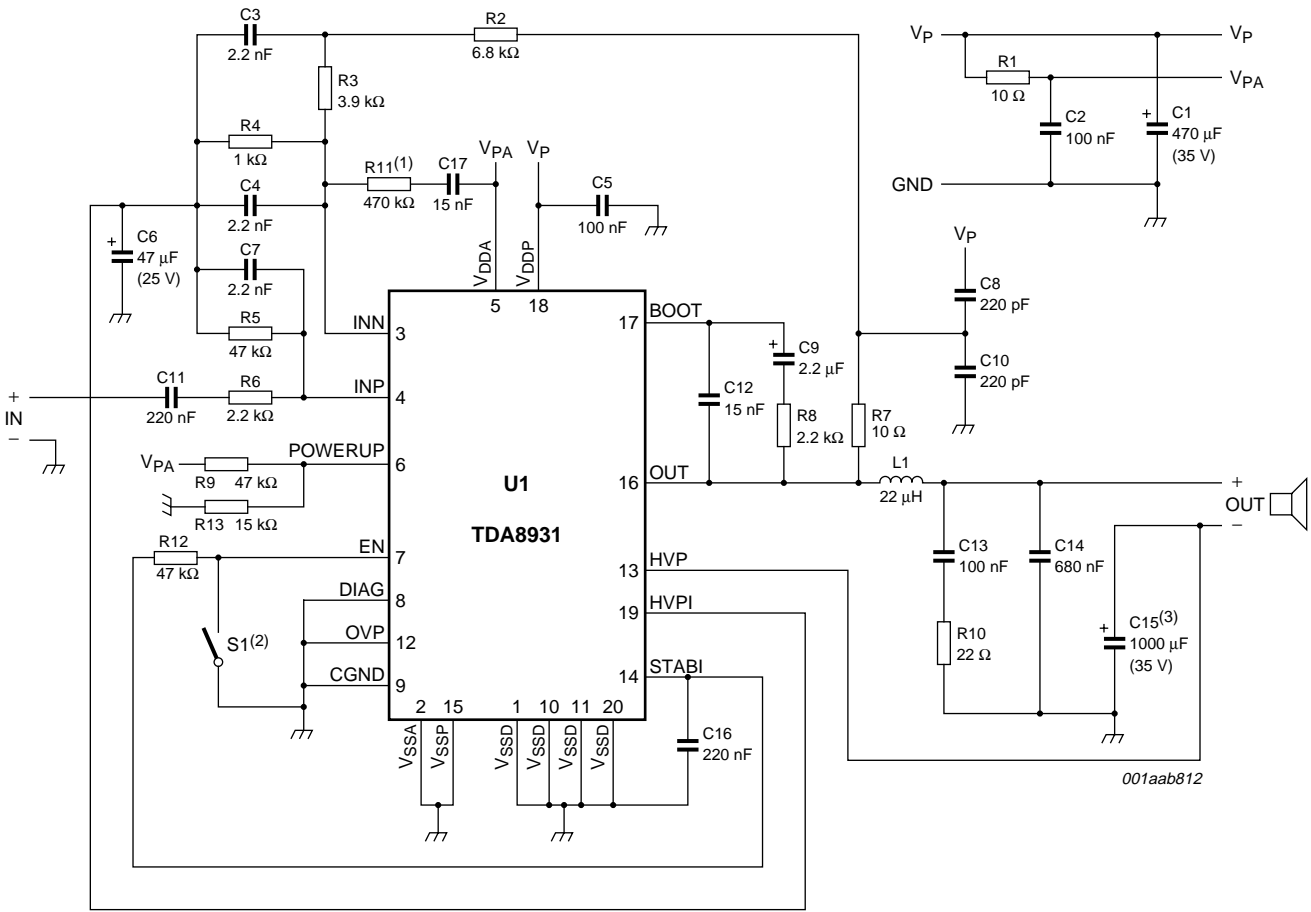 C3
2.2 nF
R2
6.8 kΩ
R3
3.9 kΩ
R4
1 kΩ
R11(1)
470 kΩ
C17
15 nF
VPA
VP
C4
2.2 nF
C5
100 nF
C6
+
47 μF
(25 V)
C7
2.2 nF
R5
47 kΩ
VDDA
VDDP
5
18
INN
3
C11
220 nF
R6
2.2 kΩ
INP
4
+
IN
−
POWERUP
6
VPA
R9
47 kΩ
R13
15 kΩ
R12
47 kΩ
EN
7
DIAG
8
OVP
12
CGND
9
S1(2)
U1
TDA8931
2
15
1
10
11
20
VSSA
VSSP
VSSD
VSSD
VSSD
VSSD
17
BOOT
16
OUT
13
HVP
19
HVPI
14
STABI
C16
220 nF
C12
15 nF
+
C9
2.2 μF
R8
2.2 kΩ
R7
10 Ω
VP
C8
220 pF
C10
220 pF
L1
22 μH
C13
100 nF
C14
680 nF
R10
22 Ω
+
C15(3)
1000 μF
(35 V)
+
OUT
−
VP
VP
R1
10 Ω
VPA
C2
100 nF
+
C1
470 μF
(35 V)
GND
001aab812